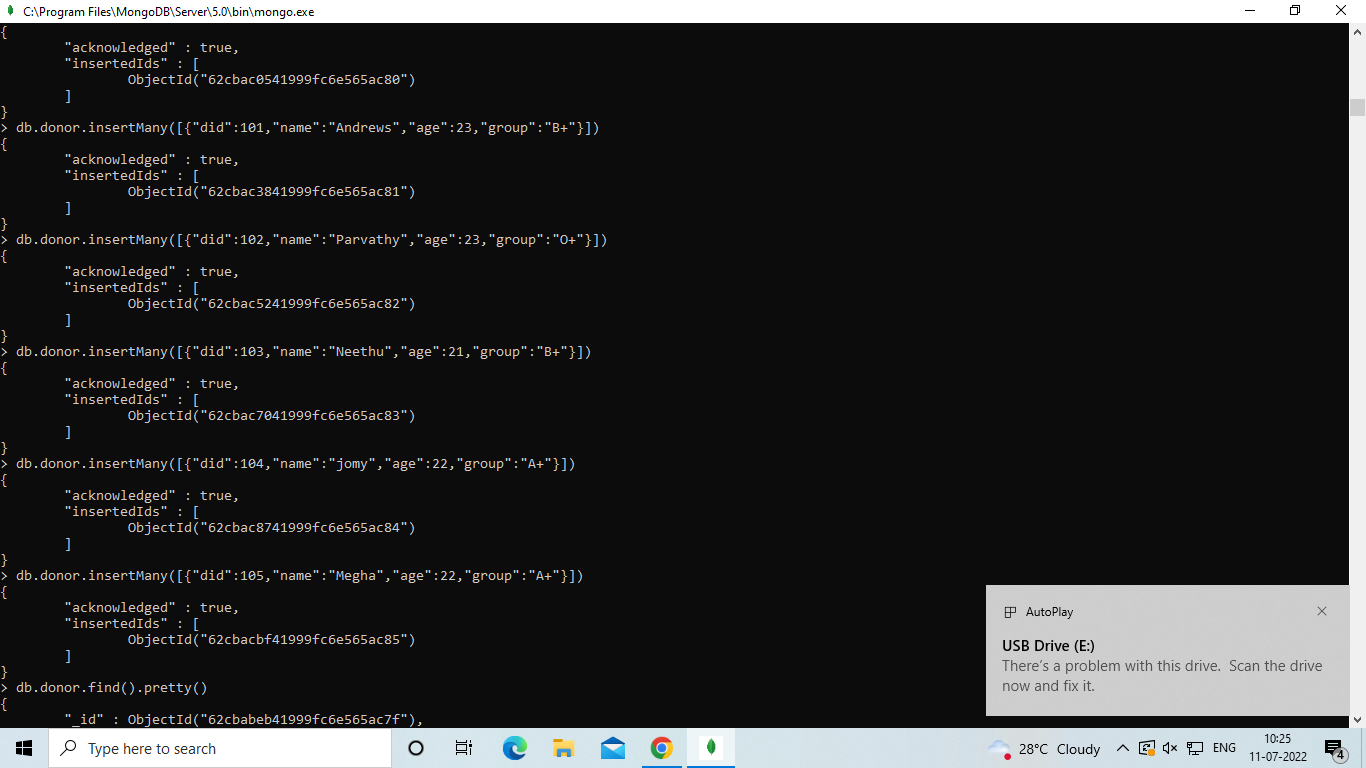 C:\Program Files\MongoDB\Server\5.0\bin\mongo.exe
{
        "acknowledged" : true,
        "insertedIds" : [
                ObjectId("62cbac0541999fc6e565ac80")
        ]
}
> db.donor.insertMany([{"did":101,"name":"Andrews","age":23,"group":"B+"}])
{
        "acknowledged" : true,
        "insertedIds" : [
                ObjectId("62cbac3841999fc6e565ac81")
        ]
}
> db.donor.insertMany([{"did":102,"name":"Parvathy","age":23,"group":"O+"}])
{
        "acknowledged" : true,
        "insertedIds" : [
                ObjectId("62cbac5241999fc6e565ac82")
        ]
}
> db.donor.insertMany([{"did":103,"name":"Neethu","age":21,"group":"B+"}])
{
        "acknowledged" : true,
        "insertedIds" : [
                ObjectId("62cbac7041999fc6e565ac83")
        ]
}
> db.donor.insertMany([{"did":104,"name":"jomy","age":22,"group":"A+"}])
{
        "acknowledged" : true,
        "insertedIds" : [
                ObjectId("62cbac8741999fc6e565ac84")
        ]
}
> db.donor.insertMany([{"did":105,"name":"Megha","age":22,"group":"A+"}])
{
        "acknowledged" : true,
        "insertedIds" : [
                ObjectId("62cbacbf41999fc6e565ac85")
        ]
}
> db.donor.find().pretty()
{
        "_id" : ObjectId("62cbabeb41999fc6e565ac7f"),
AutoPlay
USB Drive (E:)
There's a problem with this drive. Scan the drive
now and fix it.
Type here to search
28°C Cloudy
ENG
10:25
11-07-2022
4